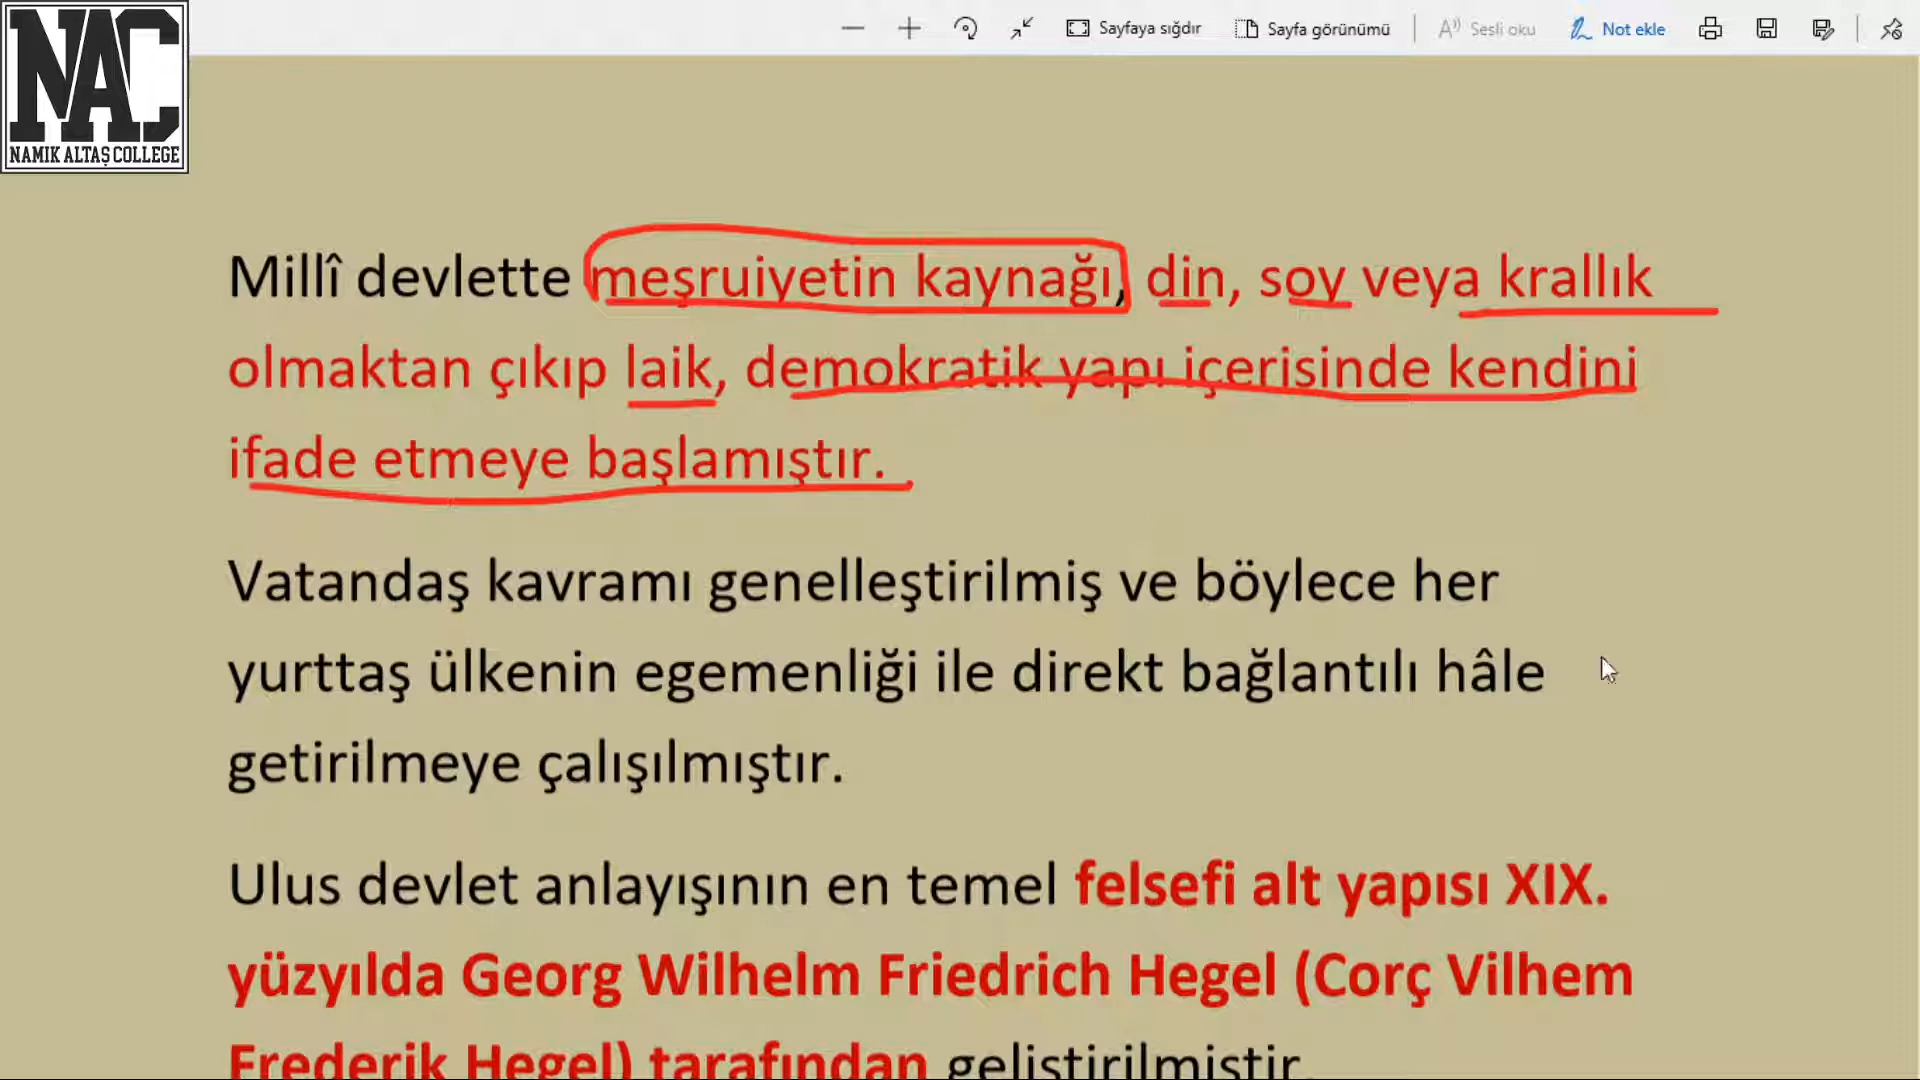 NAC
NAMIK ALTAŞ COLLEGE
Sayfaya sığdır
Sayfa görünümü
Sesli oku
Not ekle
Millî devlette meşruiyetin kaynağı, din, soy veya krallık
olmaktan çıkıp laik, demokratik yapı içerisinde kendini
ifade etmeye başlamıştır.
Vatandaş kavramı genelleştirilmiş ve böylece her
yurttaş ülkenin egemenliği ile direkt bağlantılı hâle
getirilmeye çalışılmıştır.
Ulus devlet anlayışının en temel felsefi alt yapısı XIX.
yüzyılda Georg Wilhelm Friedrich Hegel (Corç Vilhem
Frederik Hegel) tarafından geliştirilmiştir.